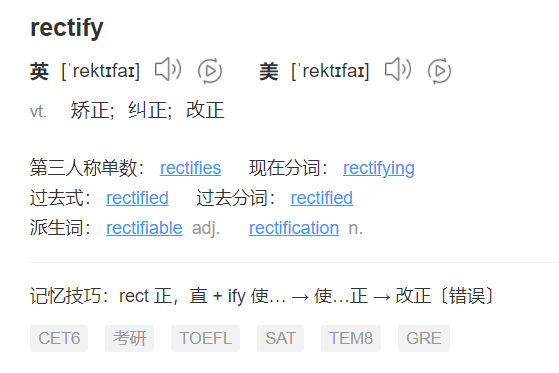 rectify
英 [ˈrektɪfaɪ] 美 [ˈrektɪfaɪ]
vt. 矫正；纠正；改正
第三人称单数： rectifies 现在分词： rectifying
过去式： rectified 过去分词： rectified
派生词： rectifiable adj. rectification n.
记忆技巧：rect 正，直 + ify 使… → 使…正 → 改正〔错误〕
CET6 考研 TOEFL SAT TEM8 GRE